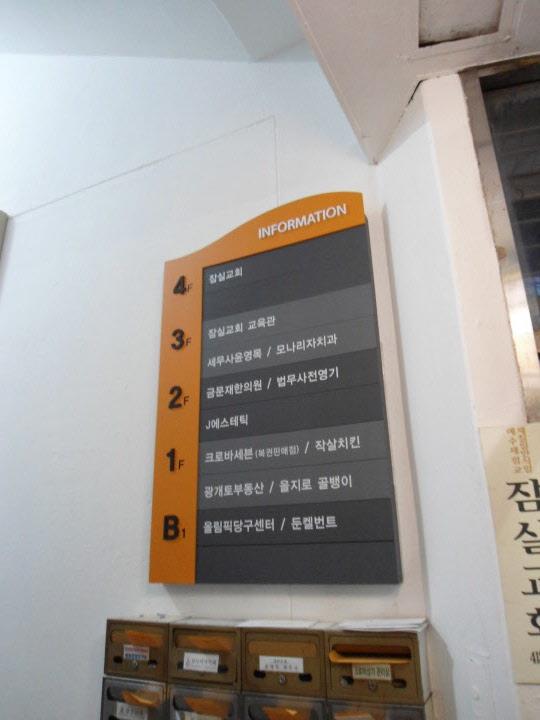 INFORMATION
4F
잠실교회
3F
잠실교회 교육관
세무사윤영목 / 모나리자치과
2F
금문재한의원 / 법무사전영기
J에스테틱
1F
크로바세븐 (복권판매점) / 작살치킨
광개토부동산 / 을지로 골뱅이
B1
올림픽당구센터 / 둔켈번트
잠실교회